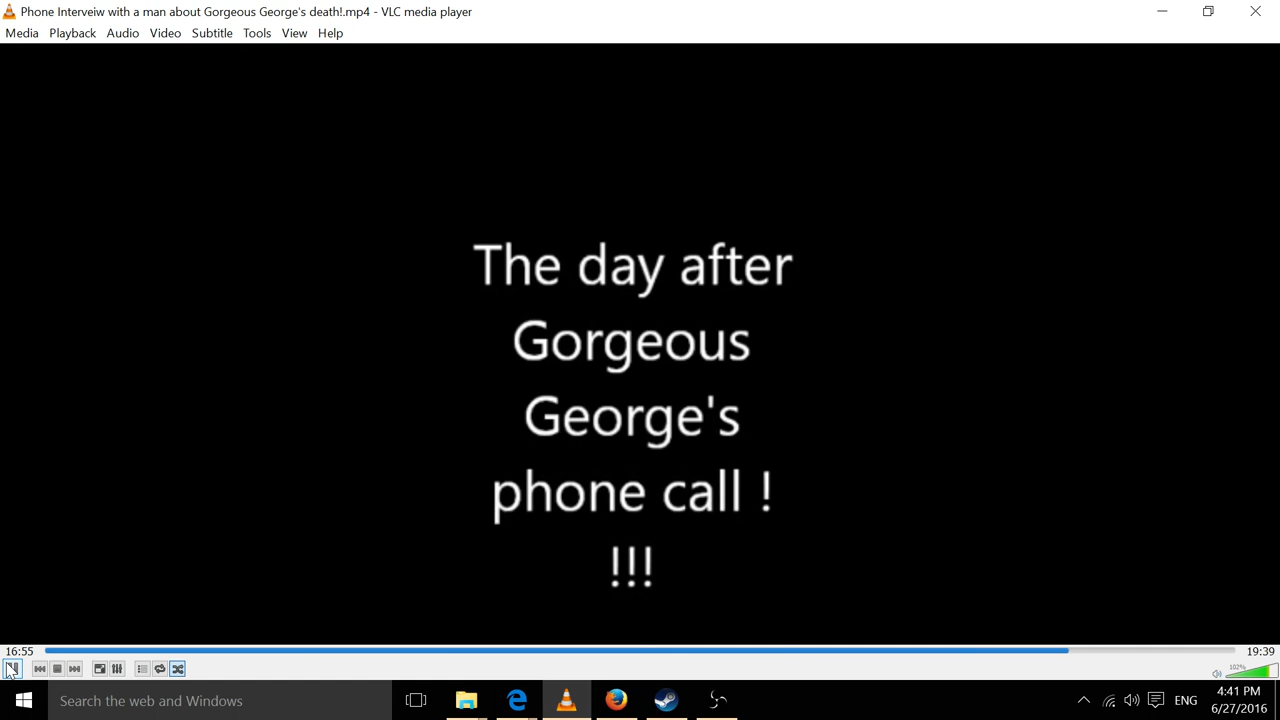 Phone Interveiw with a man about Gorgeous George's death!.mp4 - VLC media player
Media Playback Audio Video Subtitle Tools View Help
The day after
Gorgeous
George's
phone call !
!!!
16:55 19:39
102%
Search the web and Windows
ENG
4:41 PM
6/27/2016